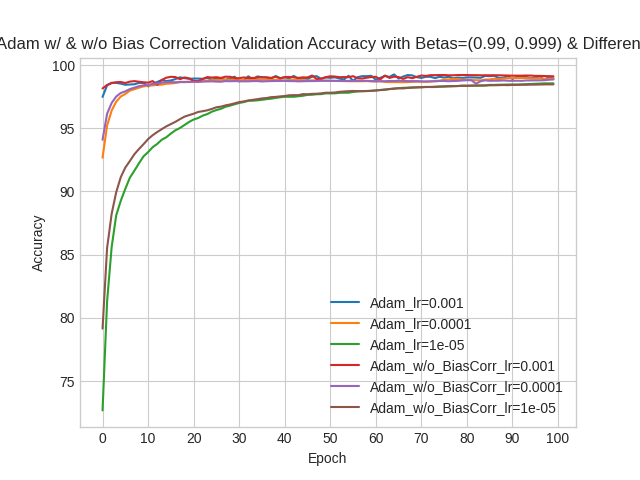 Adam w/ & w/o Bias Correction Validation Accuracy with Betas=(0.99, 0.999) & Differen
100
95
90
85
80
75
Accuracy
Adam_lr=0.001
Adam_lr=0.0001
Adam_lr=1e-05
Adam_w/o_BiasCorr_lr=0.001
Adam_w/o_BiasCorr_lr=0.0001
Adam_w/o_BiasCorr_lr=1e-05
0 10 20 30 40 50 60 70 80 90 100
Epoch